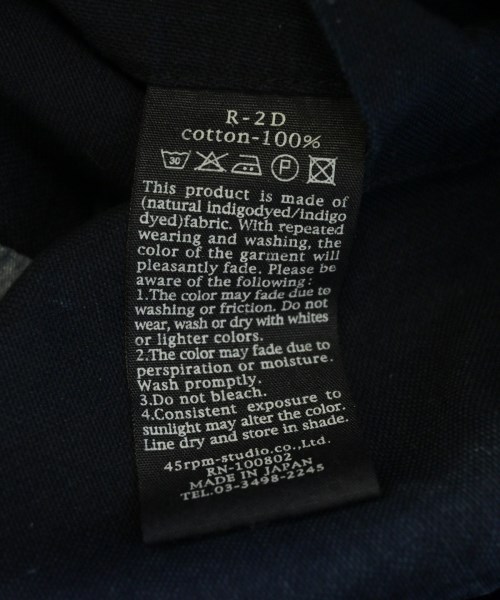 R-2D
cotton-100%
30 P
This product is made of
(natural indigodyed/indigo
dyed)fabric. With repeated
wearing and washing, the
color of the garment will
pleasantly fade. Please be
aware of the following:
1.The color may fade due to
washing or friction. Do not
wear, wash or dry with whites
or lighter colors.
2.The color may fade due to
perspiration or moisture.
Wash promptly.
3.Do not bleach.
4.Consistent exposure to
sunlight may alter the color.
Line dry and store in shade.
45rpm-studio co.,Ltd.
RN-100802
MADE IN JAPAN
TEL.03-3498-2245